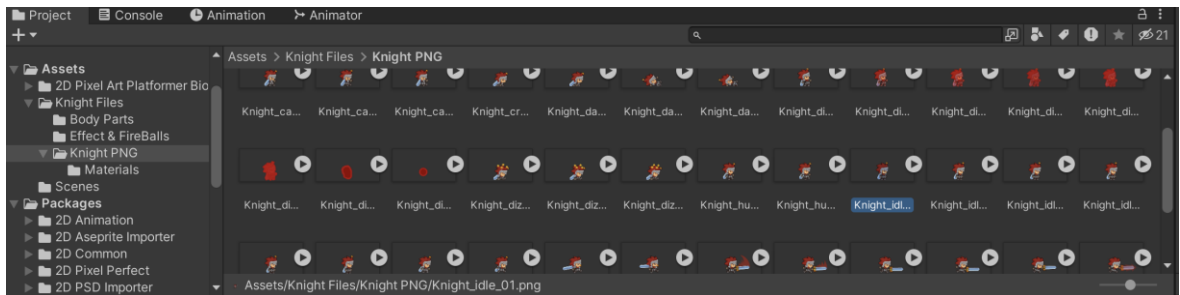 Project Console Animation Animator
21
Assets > Knight Files > Knight PNG
Assets
2D Pixel Art Platformer Bio
Knight Files
Body Parts
Effect & FireBalls
Knight PNG
Materials
Scenes
Packages
2D Animation
2D Aseprite Importer
2D Common
2D Pixel Perfect
2D PSD Importer
Knight_ca... Knight_ca... Knight_ca... Knight_cr... Knight_da... Knight_da... Knight_da... Knight_di... Knight_di... Knight_di... Knight_di... Knight_di...
Knight_di... Knight_di... Knight_di... Knight_diz... Knight_diz... Knight_diz... Knight_hu... Knight_hu... Knight_idl... Knight_idl... Knight_idl... Knight_idl...
Assets/Knight Files/Knight PNG/Knight_idle_01.png